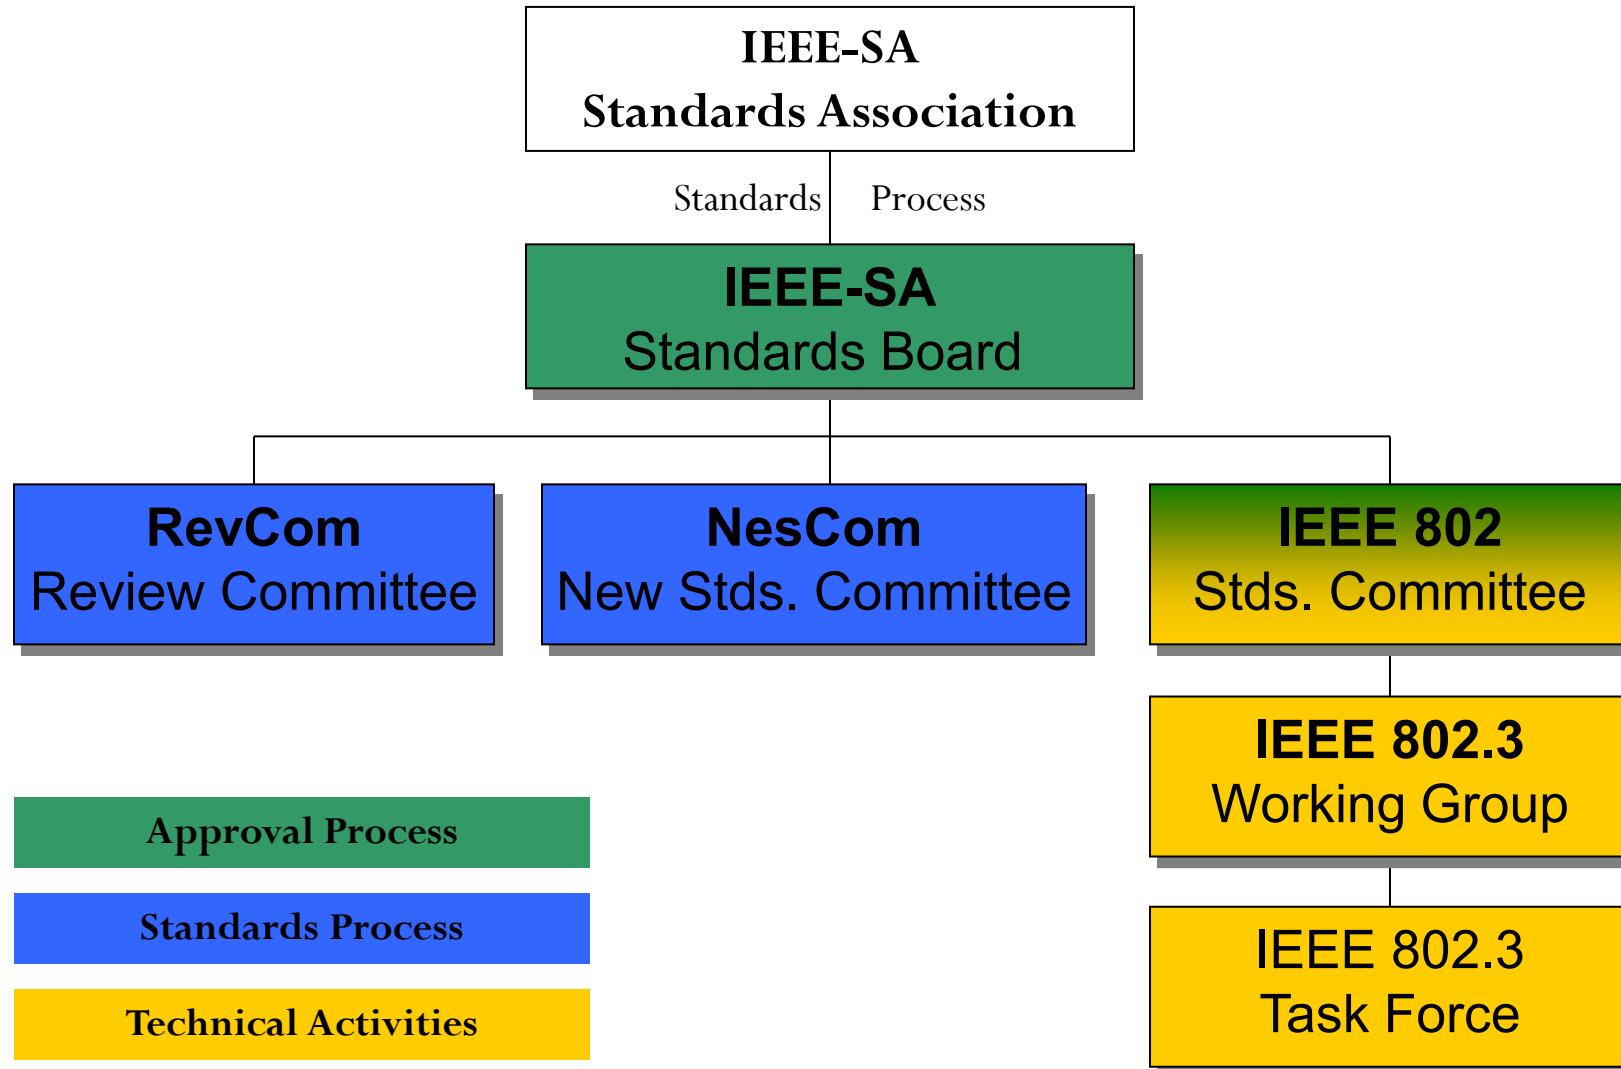 IEEE-SA
Standards Association
Standards Process
IEEE-SA
Standards Board
RevCom
Review Committee
NesCom
New Stds. Committee
IEEE 802
Stds. Committee
IEEE 802.3
Working Group
IEEE 802.3
Task Force
Approval Process
Standards Process
Technical Activities